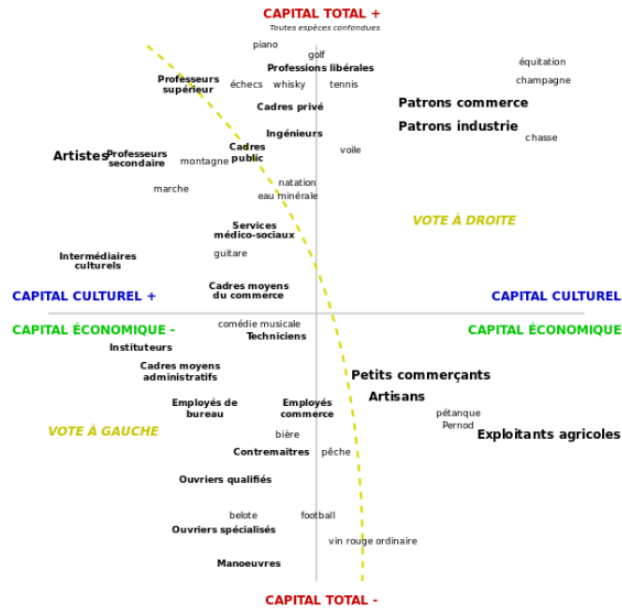 CAPITAL TOTAL +
Toutes espèces confondues
piano
golf
Professions libérales
équitation
Professeurs
supérieur
échecs
whisky
tennis
champagne
Cadres privé
Patrons commerce
Ingénieurs
Patrons industrie
chasse
Artistes
Professeurs
secondaire
montagne
Cadres
public
voile
marche
natation
eau minérale
Services
médico-sociaux
VOTE À DROITE
guitare
Intermédiaires
culturels
Cadres moyens
du commerce
CAPITAL CULTUREL +
CAPITAL CULTUREL
CAPITAL ÉCONOMIQUE -
CAPITAL ÉCONOMIQUE
comédie musicale
Techniciens
Instituteurs
Cadres moyens
administratifs
Petits commerçants
Artisans
Employés de
bureau
Employés
commerce
pétanque
Pernod
VOTE À GAUCHE
bière
Exploitants agricoles
Contremaîtres
pêche
Ouvriers qualifiés
belote
football
Ouvriers spécialisés
vin rouge ordinaire
Manoeuvres
CAPITAL TOTAL -